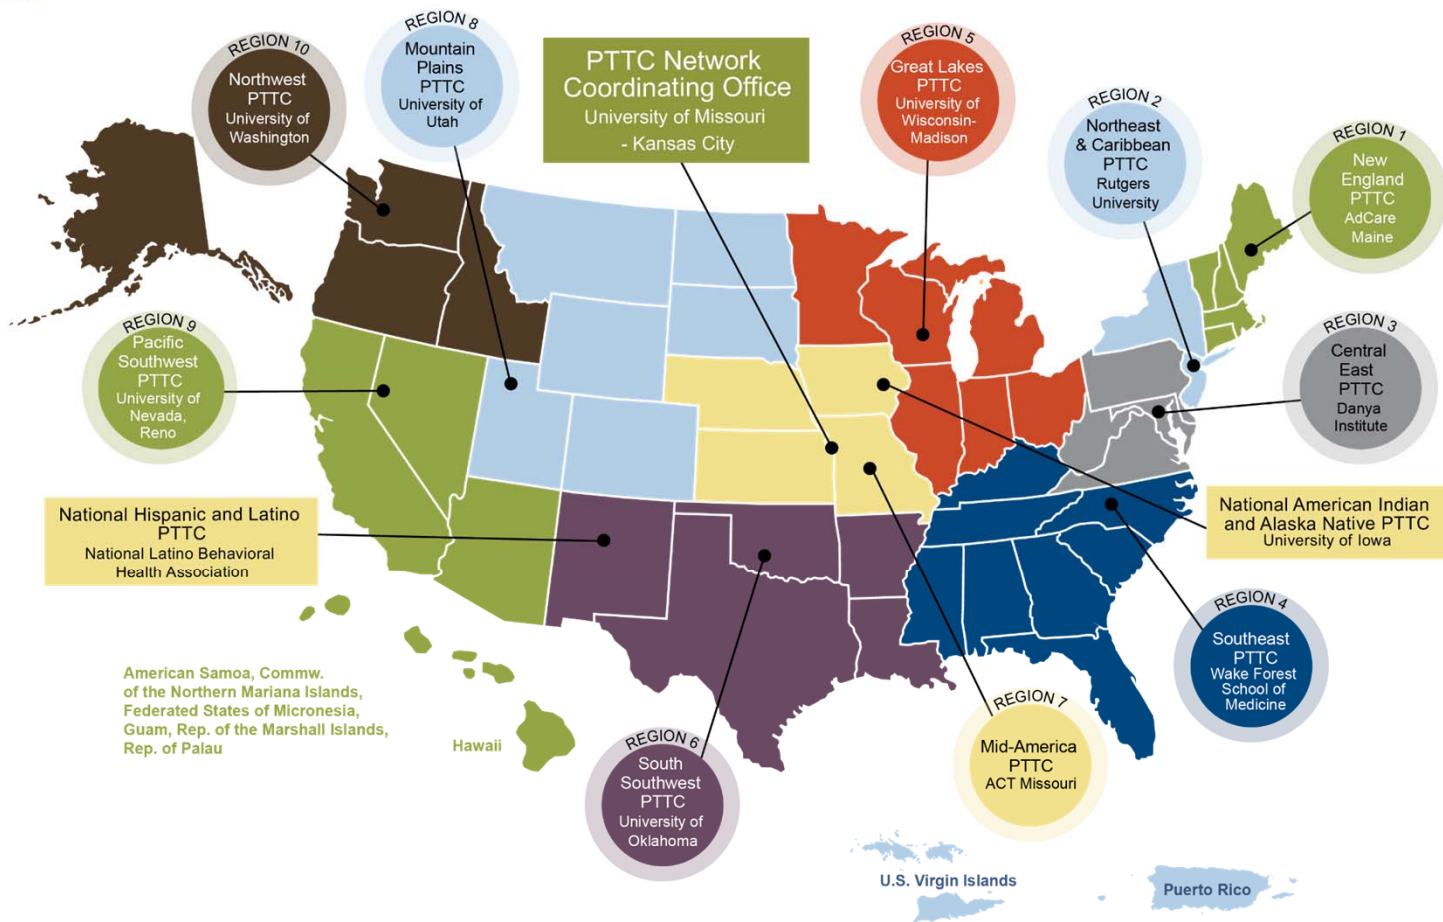 REGION 10
Northwest
PTTC
University of
Washington
REGION 8
Mountain
Plains
PTTC
University of
Utah
PTTC Network
Coordinating Office
University of Missouri
- Kansas City
REGION 5
Great Lakes
PTTC
University of
Wisconsin-
Madison
REGION 2
Northeast
& Caribbean
PTTC
Rutgers
University
REGION 1
New
England
PTTC
AdCare
Maine
REGION 9
Pacific
Southwest
PTTC
University of
Nevada,
Reno
REGION 3
Central
East
PTTC
Danya
Institute
National Hispanic and Latino
PTTC
National Latino Behavioral
Health Association
National American Indian
and Alaska Native PTTC
University of Iowa
REGION 4
Southeast
PTTC
Wake Forest
School of
Medicine
American Samoa, Commw.
of the Northern Mariana Islands,
Federated States of Micronesia,
Guam, Rep. of the Marshall Islands,
Rep. of Palau
Hawaii
REGION 6
South
Southwest
PTTC
University of
Oklahoma
REGION 7
Mid-America
PTTC
ACT Missouri
U.S. Virgin Islands
Puerto Rico